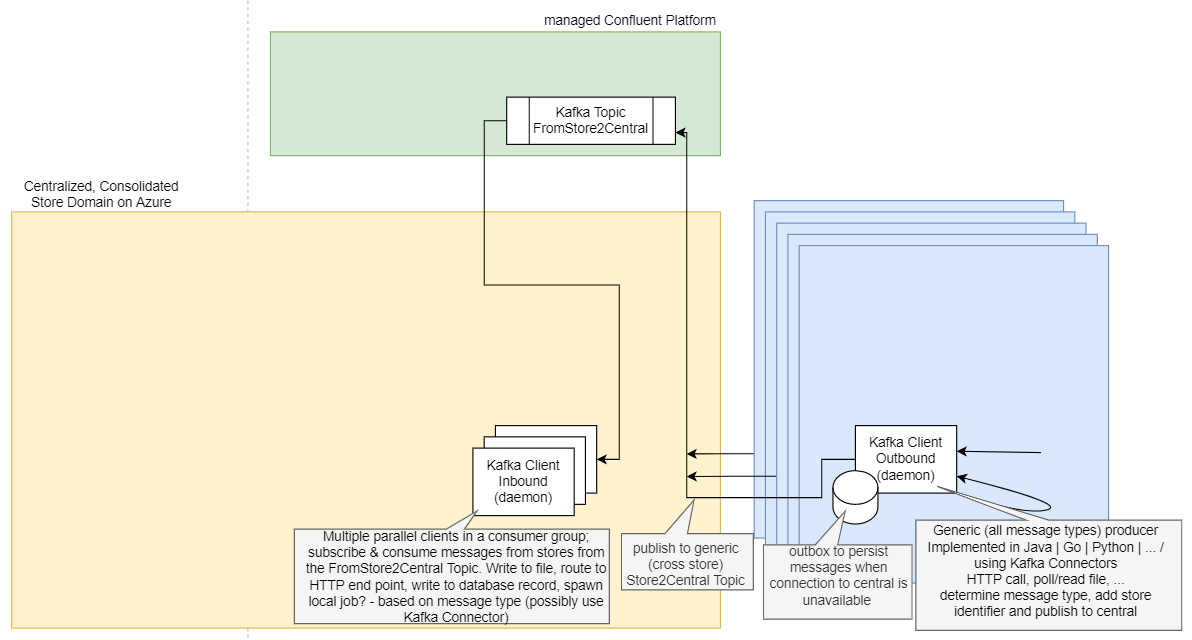 managed Confluent Platform
Kafka Topic
FromStore2Central
Centralized, Consolidated
Store Domain on Azure
Kafka Client
Inbound
(daemon)
Kafka Client
Outbound
(daemon)
Multiple parallel clients in a consumer group;
subscribe & consume messages from stores from
the FromStore2Central Topic. Write to file, route to
HTTP end point, write to database record, spawn
local job? - based on message type (possibly use
Kafka Connector)
publish to generic
(cross store)
Store2Central Topic
outbox to persist
messages when
connection to central is
unavailable
Generic (all message types) producer
Implemented in Java | Go | Python | ... /
using Kafka Connectors
HTTP call, poll/read file, ...
determine message type, add store
identifier and publish to central